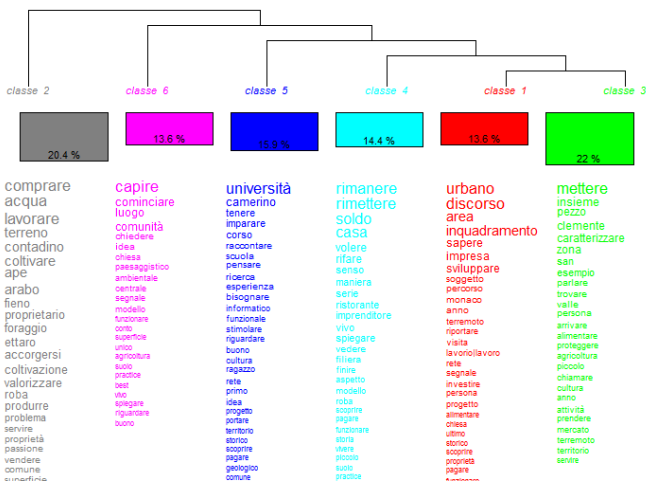 classe 2
classe 6
classe 5
classe 4
classe 1
classe 3
20.4 %
13.6 %
15.9 %
14.4 %
13.6 %
22 %
comprare
acqua
lavorare
terreno
contadino
coltivare
ape
arabo
fieno
proprietario
foraggio
ettaro
accorgersi
coltivazione
valorizzare
roba
produrre
problema
servire
proprietà
passione
vendere
comune
superficie
capire
cominciare
luogo
comunità
chiedere
idea
chiesa
paesaggistico
ambientale
centrale
segnale
modello
funzionare
conto
superficie
unico
agricoltura
suolo
practice
best
vivo
spiegare
riguardare
buono
università
camerino
tenere
imparare
corso
raccontare
scuola
pensare
ricerca
esperienza
bisognare
informatico
funzionale
stimolare
riguardare
buono
cultura
ragazzo
rete
primo
idea
progetto
portare
territorio
storico
scoprire
pagare
geologico
comune
rimanere
rimettere
soldo
casa
volere
rifare
senso
maniera
serie
ristorante
imprenditore
vivo
spiegare
vedere
filiera
finire
aspetto
modello
roba
scoprire
pagare
funzionare
storia
vivere
piccolo
suolo
practice
urbano
discorso
area
inquadramento
sapere
impresa
sviluppare
soggetto
percorso
monaco
anno
terremoto
riportare
visita
lavorio|lavoro
rete
segnale
investire
persona
progetto
alimentare
chiesa
ultimo
storico
scoprire
proprietà
pagare
funzionare
mettere
insieme
pezzo
clemente
caratterizzare
zona
san
esempio
parlare
trovare
valle
persona
arrivare
alimentare
proteggere
agricoltura
piccolo
chiamare
cultura
anno
attività
prendere
mercato
terremoto
territorio
servire